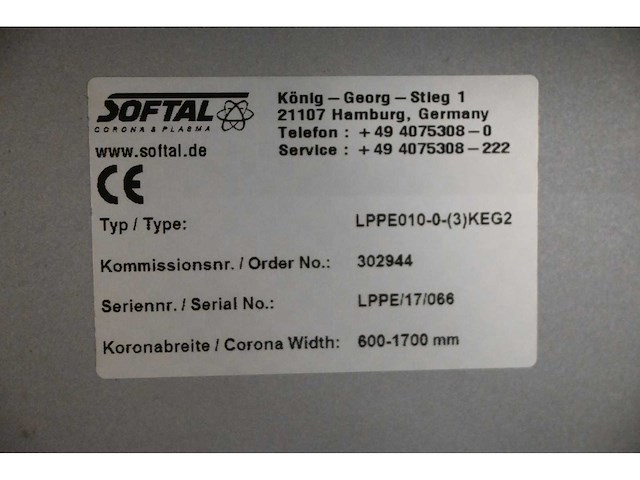 SOFTAL
CORONA & PLASMA
www.softal.de
König – Georg – Stieg 1
21107 Hamburg, Germany
Telefon : + 49 4075308 – 0
Service : + 49 4075308 – 222
CE
Typ / Type: LPPE010-0-(3)KEG2
Kommissionsnr. / Order No.: 302944
Seriennr. / Serial No.: LPPE/17/066
Koronabreite / Corona Width: 600-1700 mm